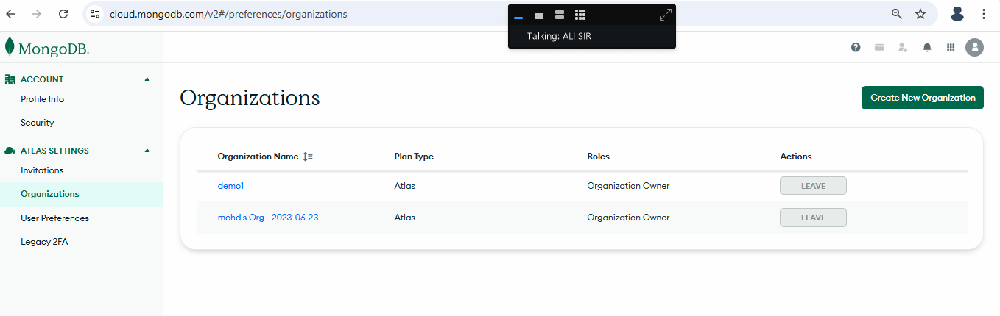 cloud.mongodb.com/v2#/preferences/organizations
Talking: ALI SIR
MongoDB.
ACCOUNT
Profile Info
Security
ATLAS SETTINGS
Invitations
Organizations
User Preferences
Legacy 2FA
Organizations
Create New Organization
Organization Name Plan Type Roles Actions
demo1 Atlas Organization Owner LEAVE
mohd's Org - 2023-06-23 Atlas Organization Owner LEAVE